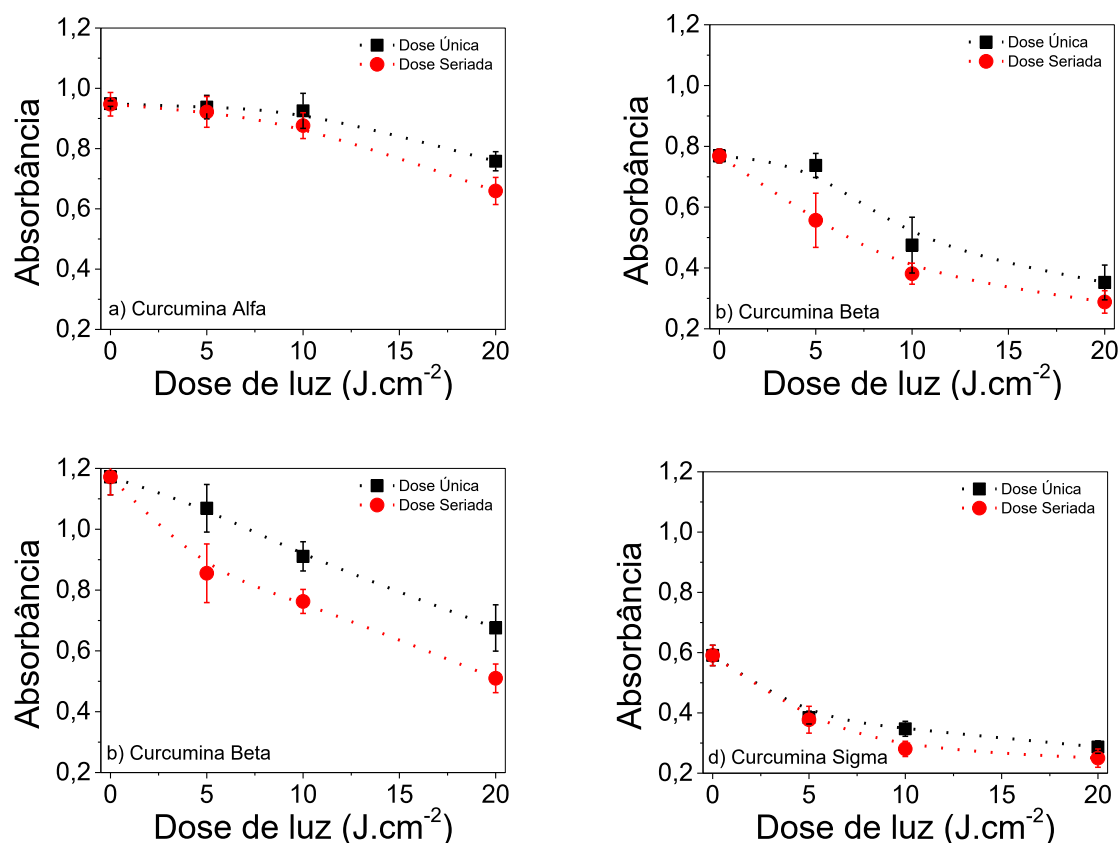 Absorbância
1,2
1,0
0,8
0,6
0,4
0,2
Dose Única
Dose Seriada
a) Curcumina Alfa
0 5 10 15 20
Dose de luz (J.cm⁻²)
Absorbância
1,2
1,0
0,8
0,6
0,4
0,2
Dose Única
Dose Seriada
b) Curcumina Beta
0 5 10 15 20
Dose de luz (J.cm⁻²)
Absorbância
1,2
1,0
0,8
0,6
0,4
0,2
Dose Única
Dose Seriada
b) Curcumina Beta
0 5 10 15 20
Dose de luz (J.cm⁻²)
Absorbância
1,2
1,0
0,8
0,6
0,4
0,2
Dose Única
Dose Seriada
d) Curcumina Sigma
0 5 10 15 20
Dose de luz (J.cm⁻²)